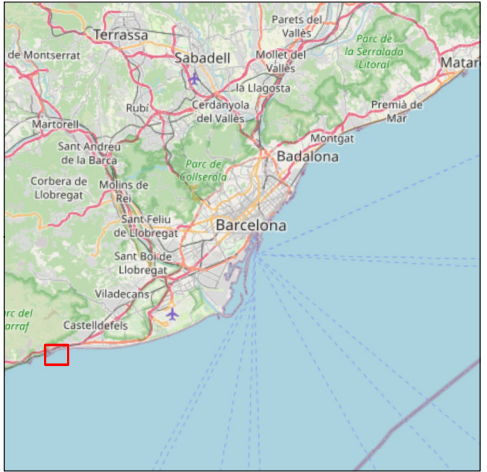 Parets del
Vallès
Terrassa
Parc de
la Serralada
Litoral
de Montserrat
Sabadell
Mollet del
Vallès
Matar
la Llagosta
Rubí
Cerdanyola
del Vallès
Premià de
Mar
Martorell
Montgat
Sant Andreu
de la Barca
Badalona
Parc de
Collserola
Corbera de
Llobregat
Molins de
Rei
Sant Feliu
de Llobregat
Barcelona
Sant Boi de
Llobregat
Viladecans
arc del
arraf
Castelldefels